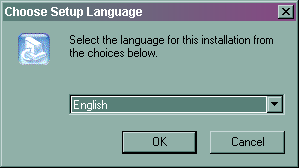 Choose Setup Language
Select the language for this installation from
the choices below.
English
OK
Cancel